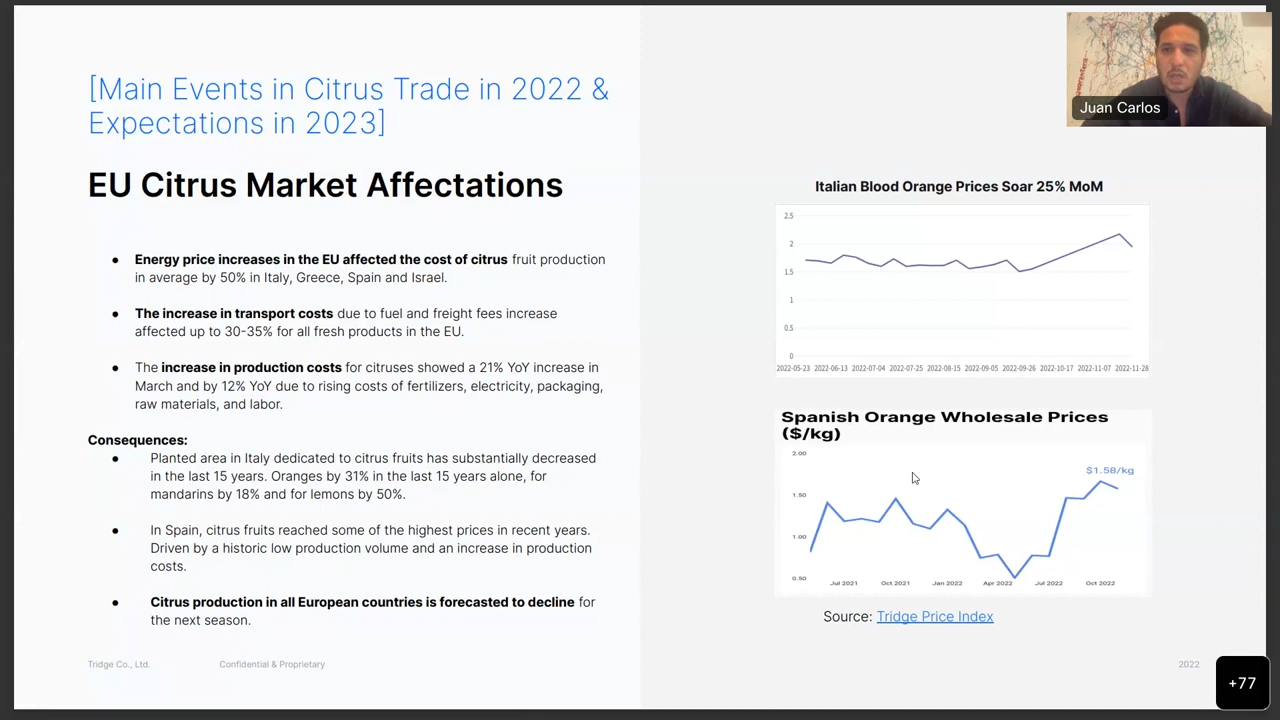 [Main Events in Citrus Trade in 2022 &
Expectations in 2023]
EU Citrus Market Affectations
● Energy price increases in the EU affected the cost of citrus fruit production
in average by 50% in Italy, Greece, Spain and Israel.
● The increase in transport costs due to fuel and freight fees increase
affected up to 30-35% for all fresh products in the EU.
● The increase in production costs for citruses showed a 21% YoY increase in
March and by 12% YoY due to rising costs of fertilizers, electricity, packaging,
raw materials, and labor.
Consequences:
● Planted area in Italy dedicated to citrus fruits has substantially decreased
in the last 15 years. Oranges by 31% in the last 15 years alone, for
mandarins by 18% and for lemons by 50%.
● In Spain, citrus fruits reached some of the highest prices in recent years.
Driven by a historic low production volume and an increase in production
costs.
● Citrus production in all European countries is forecasted to decline for
the next season.
Tridge Co., Ltd. Confidential & Proprietary
Juan Carlos
Italian Blood Orange Prices Soar 25% MoM
2.5
2
1.5
1
0.5
0
2022-05-23 2022-06-13 2022-07-04 2022-07-25 2022-08-15 2022-09-05 2022-09-26 2022-10-17 2022-11-07 2022-11-28
Spanish Orange Wholesale Prices
($/kg)
2.00
$1.58/kg
1.50
1.00
0.50
Jul 2021 Oct 2021 Jan 2022 Apr 2022 Jul 2022 Oct 2022
Source: Tridge Price Index
2022
+77